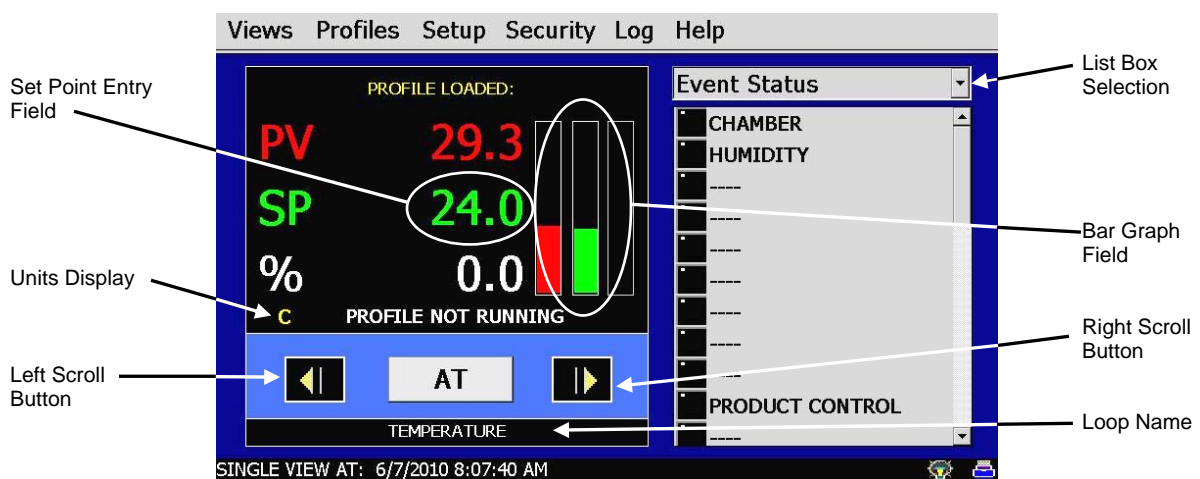 Views Profiles Setup Security Log Help
Set Point Entry
Field
PROFILE LOADED:
PV 29.3
SP 24.0
% 0.0
C PROFILE NOT RUNNING
AT
TEMPERATURE
Units Display
Left Scroll
Button
Event Status
CHAMBER
HUMIDITY
----
----
----
----
----
----
----
PRODUCT CONTROL
----
List Box
Selection
Bar Graph
Field
Right Scroll
Button
Loop Name
SINGLE VIEW AT: 6/7/2010 8:07:40 AM